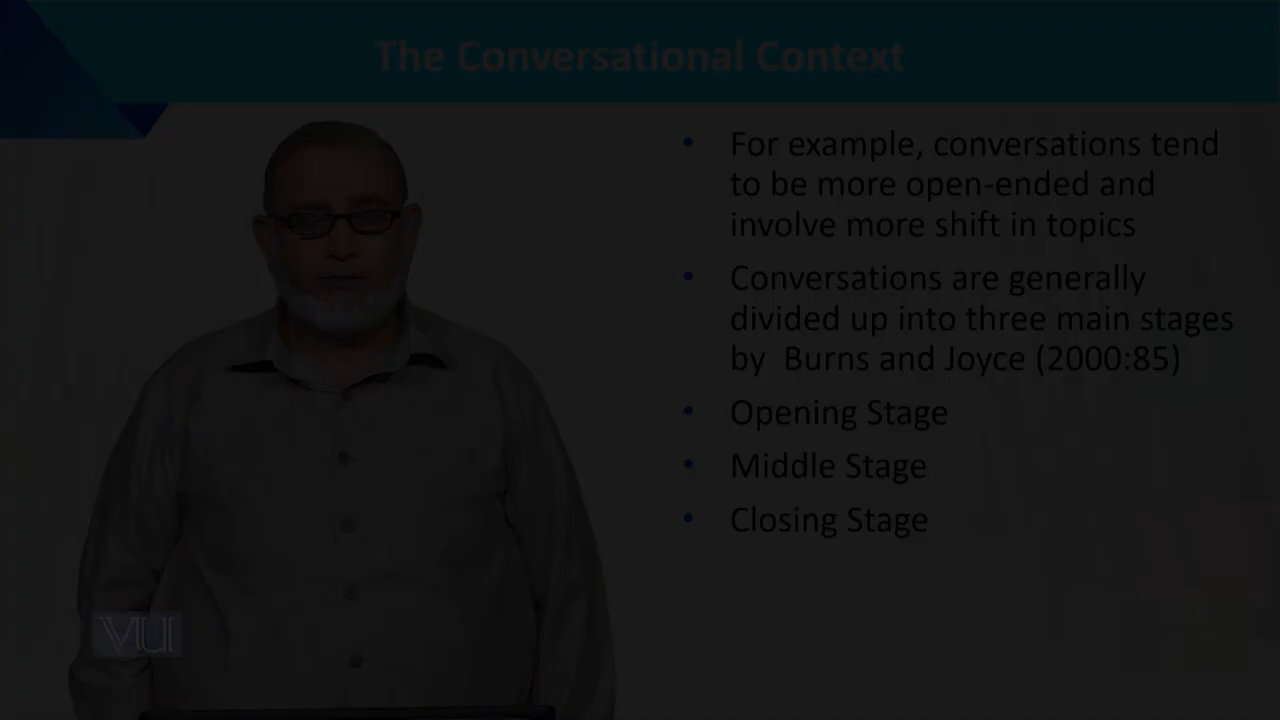 The Conversational Context
• For example, conversations tend
to be more open-ended and
involve more shift in topics
• Conversations are generally
divided up into three main stages
by Burns and Joyce (2000:85)
• Opening Stage
• Middle Stage
• Closing Stage
VU